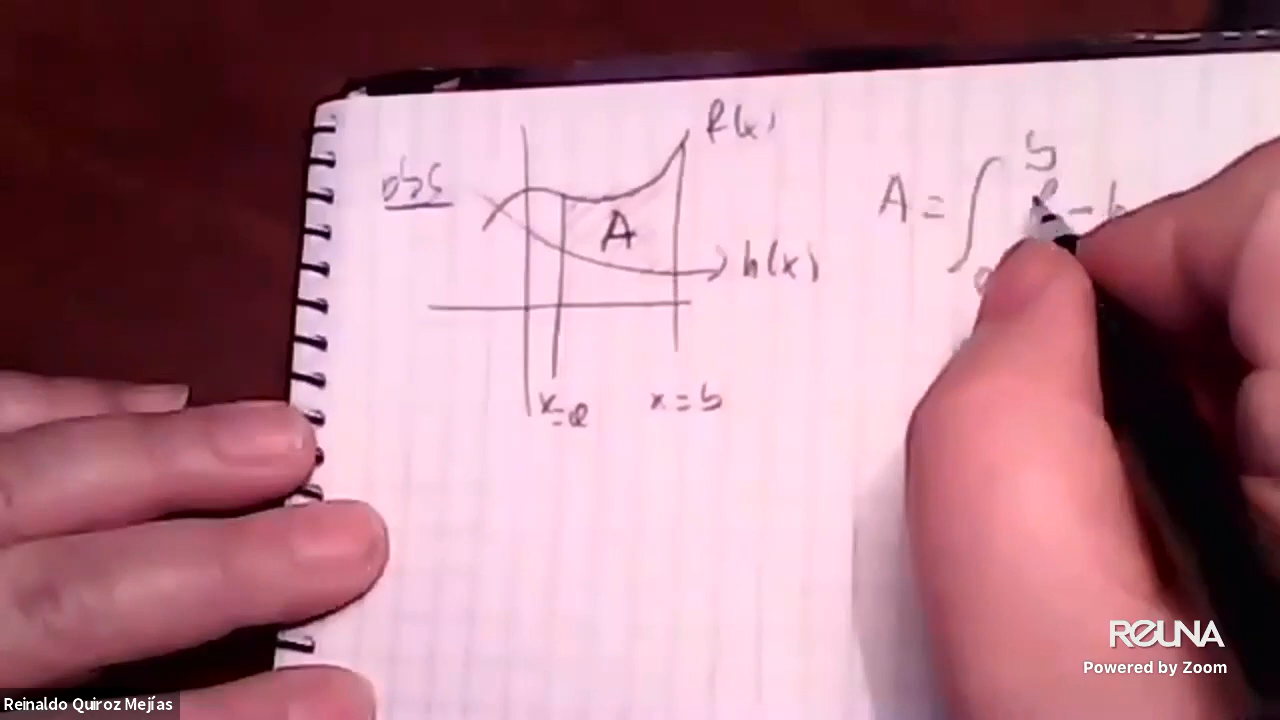 obs
f(x)
A
h(x)
x=a
x=b
A = ∫
b
a
f - h
REUNA
Powered by Zoom
Reinaldo Quiroz Mejías